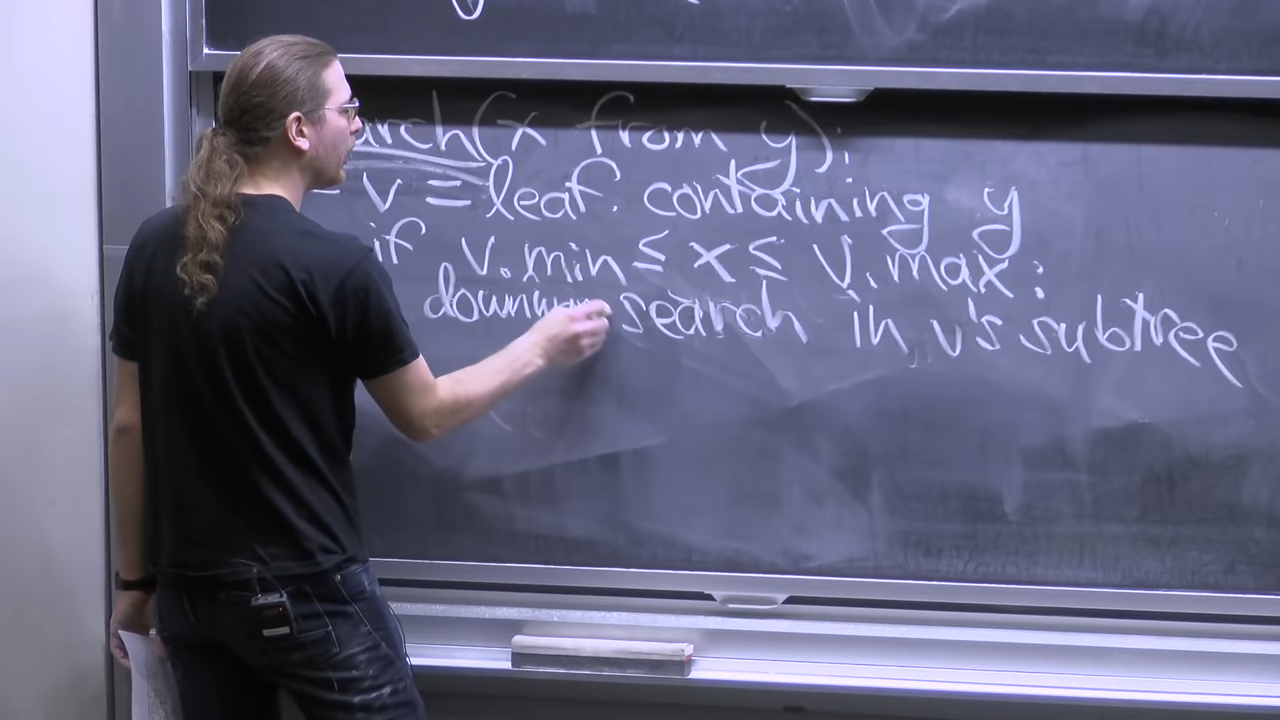 arch(x from y):
- v = leaf containing y
if v.min ≤ x ≤ v.max:
search in v's subtree